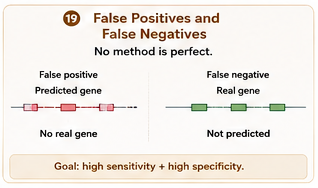 19
False Positives and
False Negatives
No method is perfect.
False positive
Predicted gene
No real gene
False negative
Real gene
Not predicted
Goal: high sensitivity + high specificity.